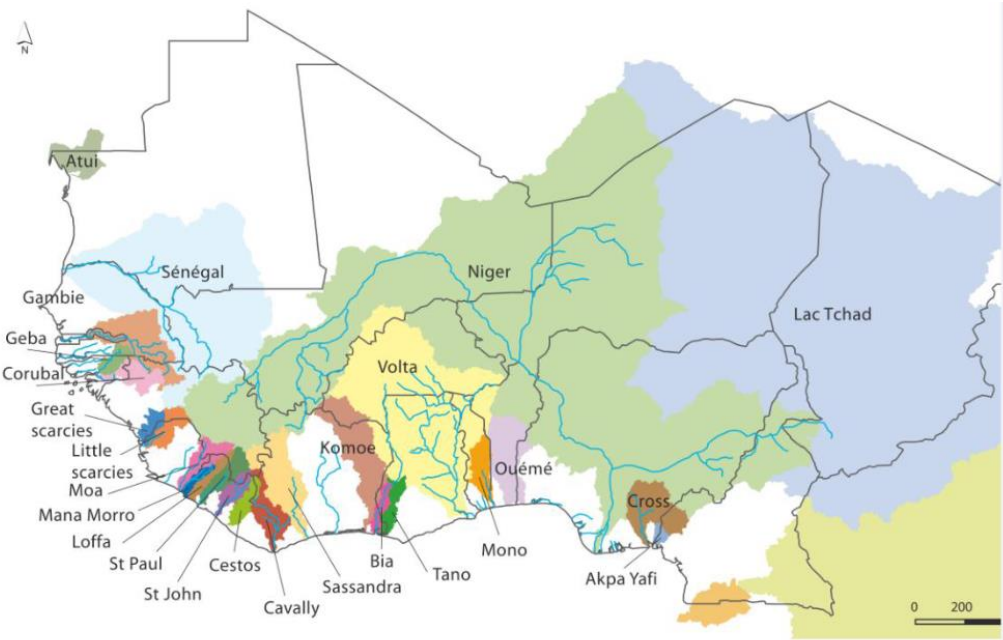 N
Atui
Sénégal
Niger
Gambie
Lac Tchad
Geba
Volta
Corubal
Great
scarcies
Little
scarcies
Komoe
Ouémé
Moa
Cross
Mana Morro
Loffa
St Paul
Cestos
Bia
Mono
St John
Sassandra
Tano
Akpa Yafi
Cavally
0 200